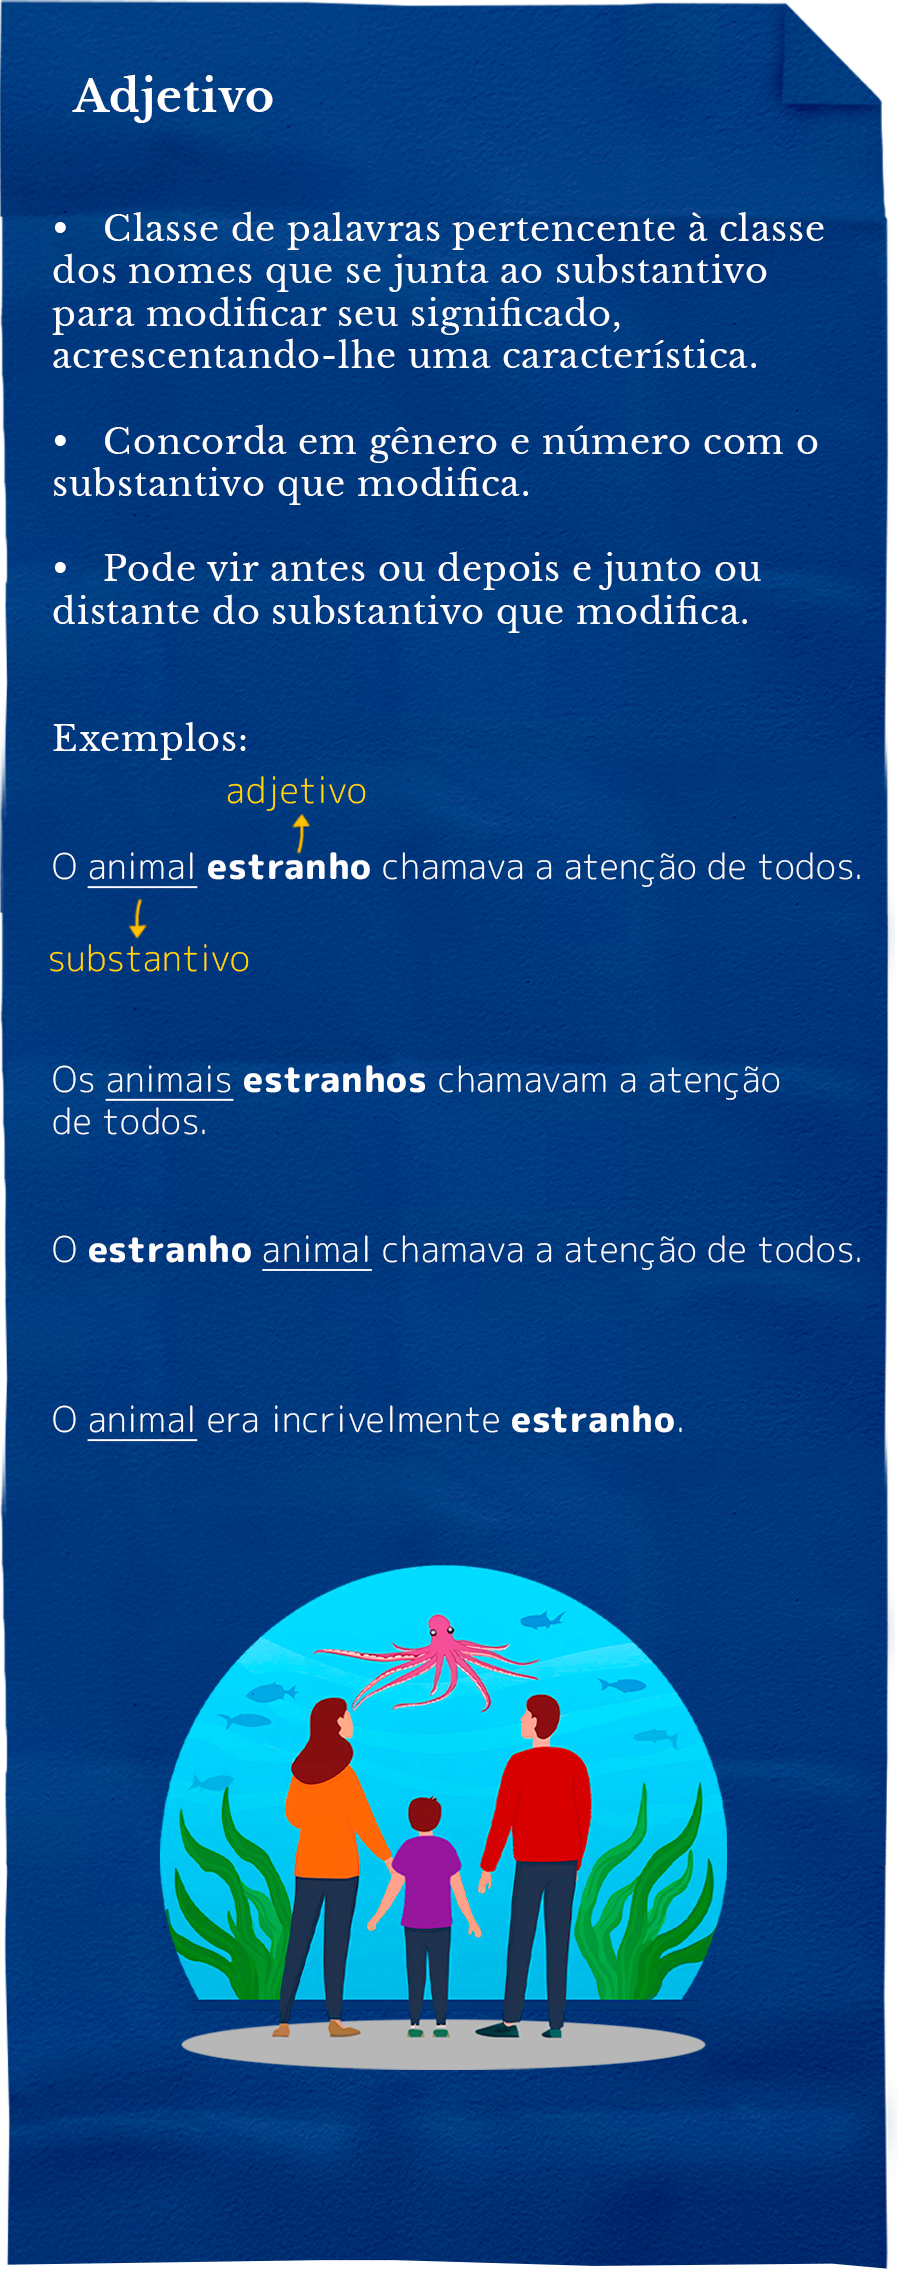 Adjetivo
• Classe de palavras pertencente à classe
dos nomes que se junta ao substantivo
para modificar seu significado,
acrescentando-lhe uma característica.
• Concorda em gênero e número com o
substantivo que modifica.
• Pode vir antes ou depois e junto ou
distante do substantivo que modifica.
Exemplos:
adjetivo
O animal estranho chamava a atenção de todos.
substantivo
Os animais estranhos chamavam a atenção
de todos.
O estranho animal chamava a atenção de todos.
O animal era incrivelmente estranho.